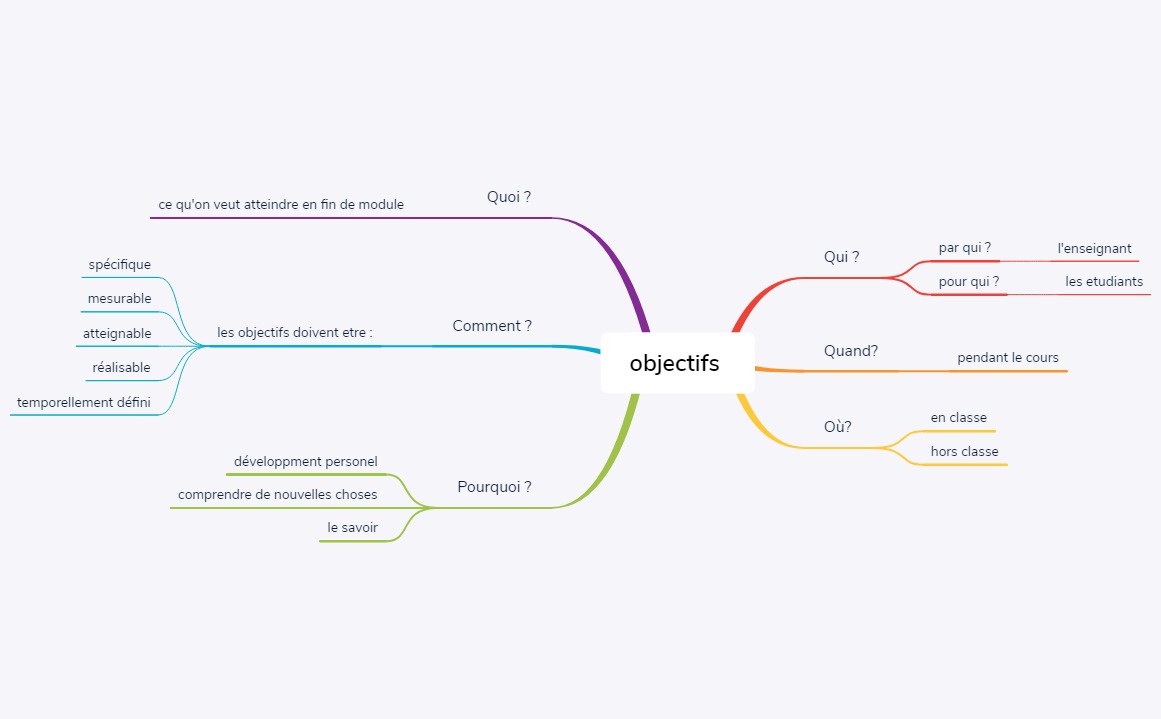 objectifs
Quoi ?
ce qu'on veut atteindre en fin de module
Comment ?
les objectifs doivent etre :
spécifique
mesurable
atteignable
réalisable
temporellement défini
Pourquoi ?
développment personel
comprendre de nouvelles choses
le savoir
Qui ?
par qui ?
l'enseignant
pour qui ?
les etudiants
Quand?
pendant le cours
Où?
en classe
hors classe